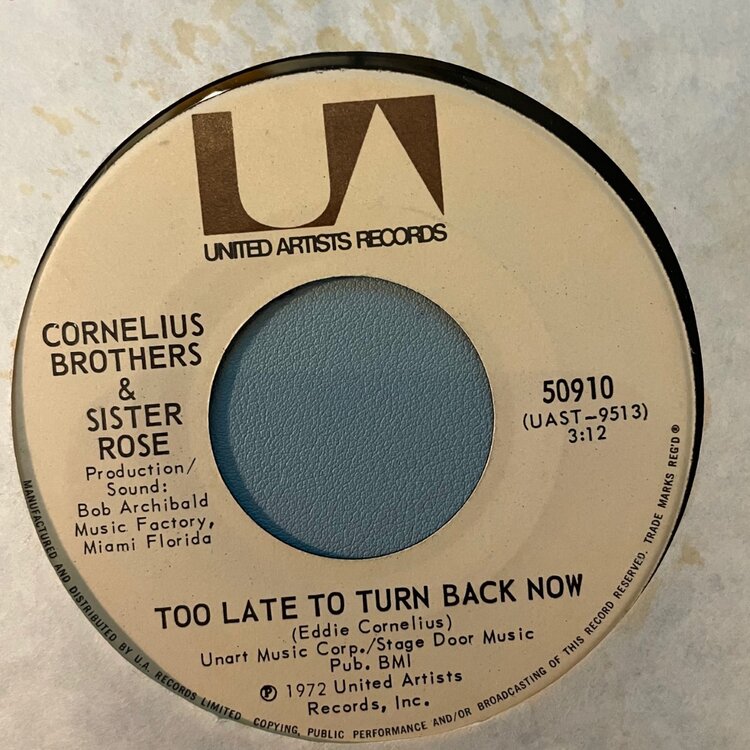 UA
UNITED ARTISTS RECORDS
CORNELIUS
BROTHERS
&
SISTER
ROSE
Production/
Sound:
Bob Archibald
Music Factory,
Miami Florida
50910
(UAST-9513)
3:12
TOO LATE TO TURN BACK NOW
(Eddie Cornelius)
Unart Music Corp./Stage Door Music
Pub. BMI
℗ 1972 United Artists
Records, Inc.
MANUFACTURED AND DISTRIBUTED BY U.A. RECORDS LIMITED COPYING, PUBLIC PERFORMANCE AND/OR BROADCASTING OF THIS RECORD RESERVED. TRADE MARKS REG'D®